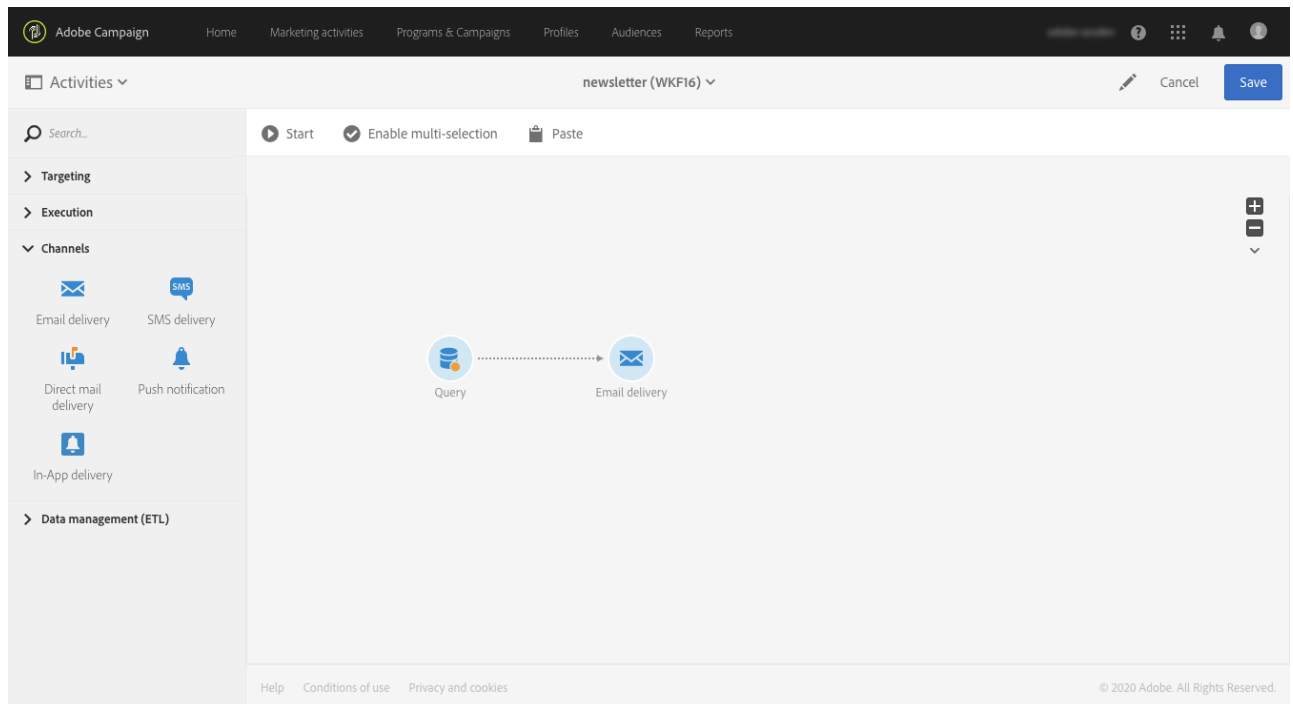 Adobe Campaign Home Marketing activities Programs & Campaigns Profiles Audiences Reports
Activities newsletter (WKF16) Cancel Save
Search...
Start Enable multi-selection Paste
Targeting
Execution
Channels
SMS
Email delivery SMS delivery
Direct mail delivery
Push notification
In-App delivery
Data management (ETL)
Query Email delivery
Help Conditions of use Privacy and cookies © 2020 Adobe. All Rights Reserved.